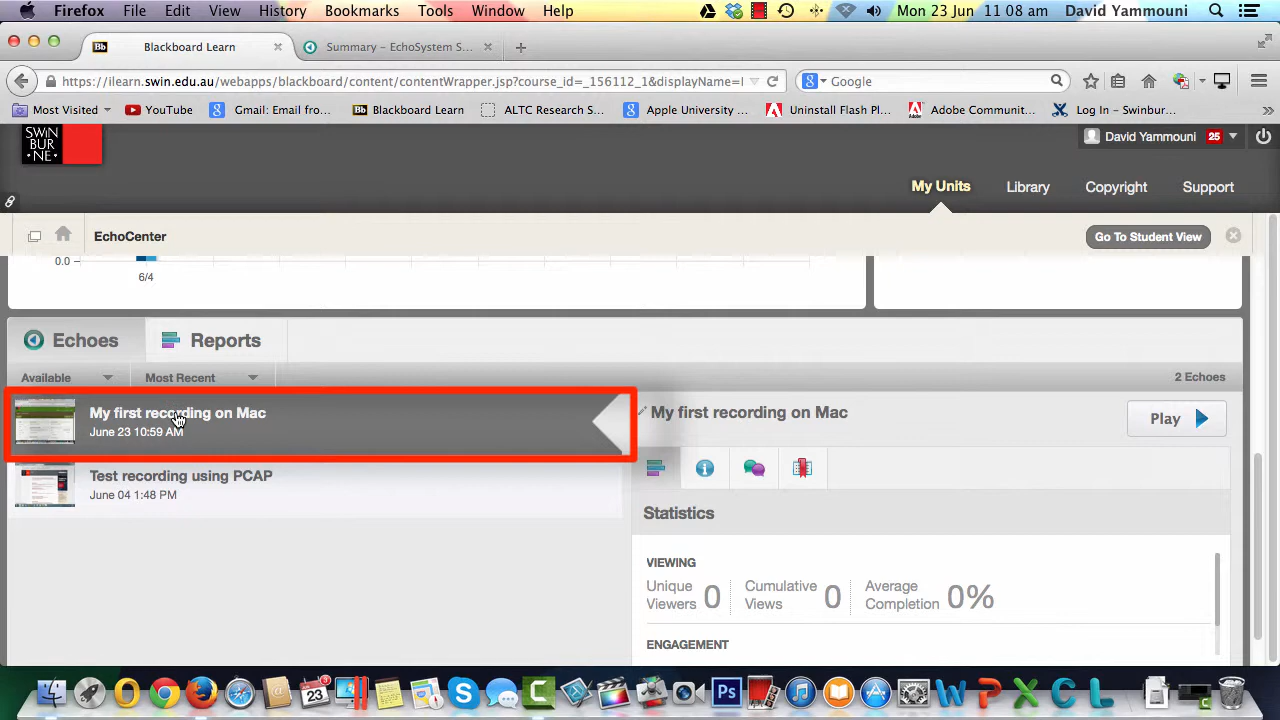 Firefox File Edit View History Bookmarks Tools Window Help Mon 23 Jun 11 08 am David Yammouni
Bb Blackboard Learn Summary – EchoSystem S...
https://ilearn.swin.edu.au/webapps/blackboard/content/contentWrapper.jsp?course_id=_156112_1&displayName=I Google
Most Visited YouTube Gmail: Email fro... Bb Blackboard Learn ALTC Research S... Apple University ... Uninstall Flash Pl... Adobe Communit... Log In – Swinbur...
SWIN
BUR
NE
David Yammouni 25
My Units Library Copyright Support
EchoCenter Go To Student View
0.0
6/4
Echoes Reports
Available Most Recent 2 Echoes
My first recording on Mac
June 23 10:59 AM
My first recording on Mac Play
Test recording using PCAP
June 04 1:48 PM
Statistics
VIEWING
Unique Viewers 0 Cumulative Views 0 Average Completion 0%
ENGAGEMENT
23 3 Ps